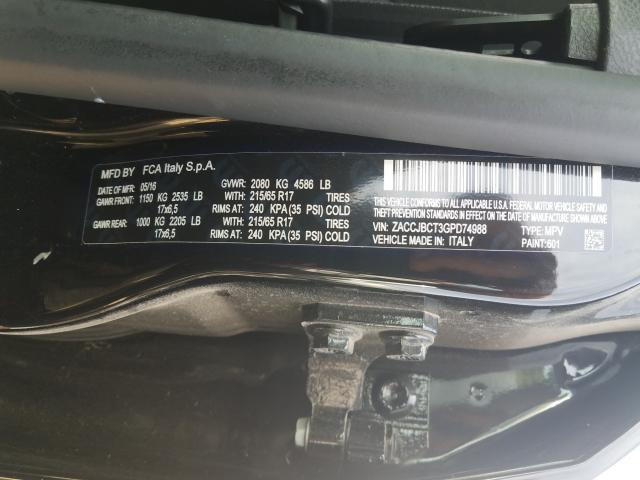 MFD BY FCA Italy S.p.A.
DATE OF MFD: 05/16 GVWR: 2080 KG 4586 LB
GAWR FRONT: 1150 KG 2535 LB WITH: 215/65 R17 TIRES
17x6,5 RIMS AT: 240 KPA (35 PSI) COLD
GAWR REAR: 1000 KG 2205 LB WITH: 215/65 R17 TIRES
17x6,5 RIMS AT: 240 KPA (35 PSI) COLD
THIS VEHICLE CONFORMS TO ALL APPLICABLE U.S.A. FEDERAL MOTOR VEHICLE
SAFETY, BUMPER, AND THEFT PREVENTION STANDARDS IN EFFECT
ON THE DATE OF MANUFACTURE SHOWN ABOVE.
VIN: ZACCJBCT3GPD74988 TYPE: MPV
VEHICLE MADE IN: ITALY PAINT: 601